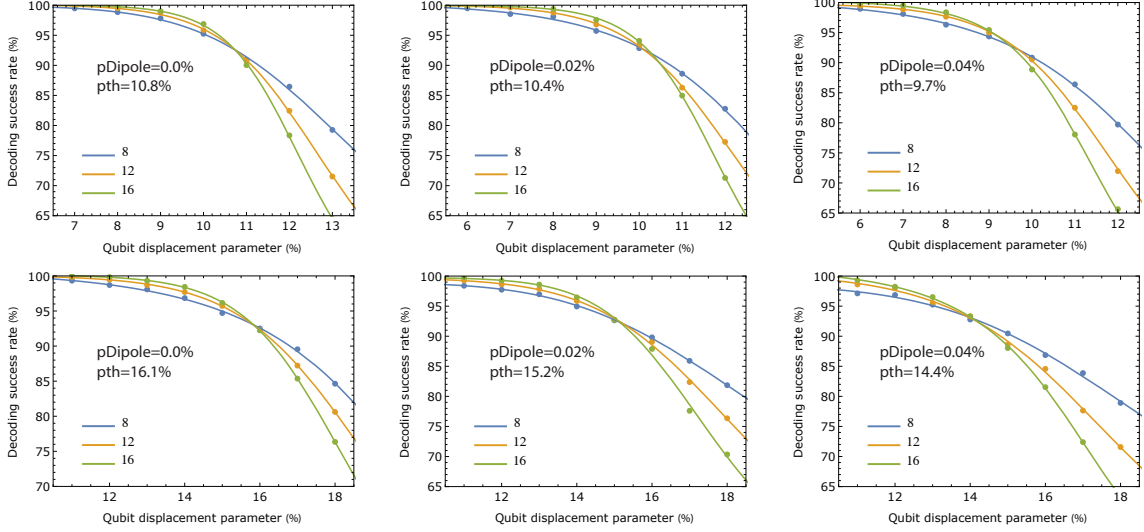 100
95
90
85
80
75
70
65
Decoding success rate (%)
pDipole=0.0%
pth=10.8%
8
12
16
7 8 9 10 11 12 13
Qubit displacement parameter (%)
100
95
90
85
80
75
70
65
Decoding success rate (%)
pDipole=0.02%
pth=10.4%
8
12
16
6 7 8 9 10 11 12
Qubit displacement parameter (%)
100
95
90
85
80
75
70
65
Decoding success rate (%)
pDipole=0.04%
pth=9.7%
8
12
16
6 7 8 9 10 11 12
Qubit displacement parameter (%)
100
95
90
85
80
75
70
Decoding success rate (%)
pDipole=0.0%
pth=16.1%
8
12
16
12 14 16 18
Qubit displacement parameter (%)
100
95
90
85
80
75
70
65
Decoding success rate (%)
pDipole=0.02%
pth=15.2%
8
12
16
12 14 16 18
Qubit displacement parameter (%)
100
95
90
85
80
75
70
65
Decoding success rate (%)
pDipole=0.04%
pth=14.4%
8
12
16
12 14 16 18
Qubit displacement parameter (%)